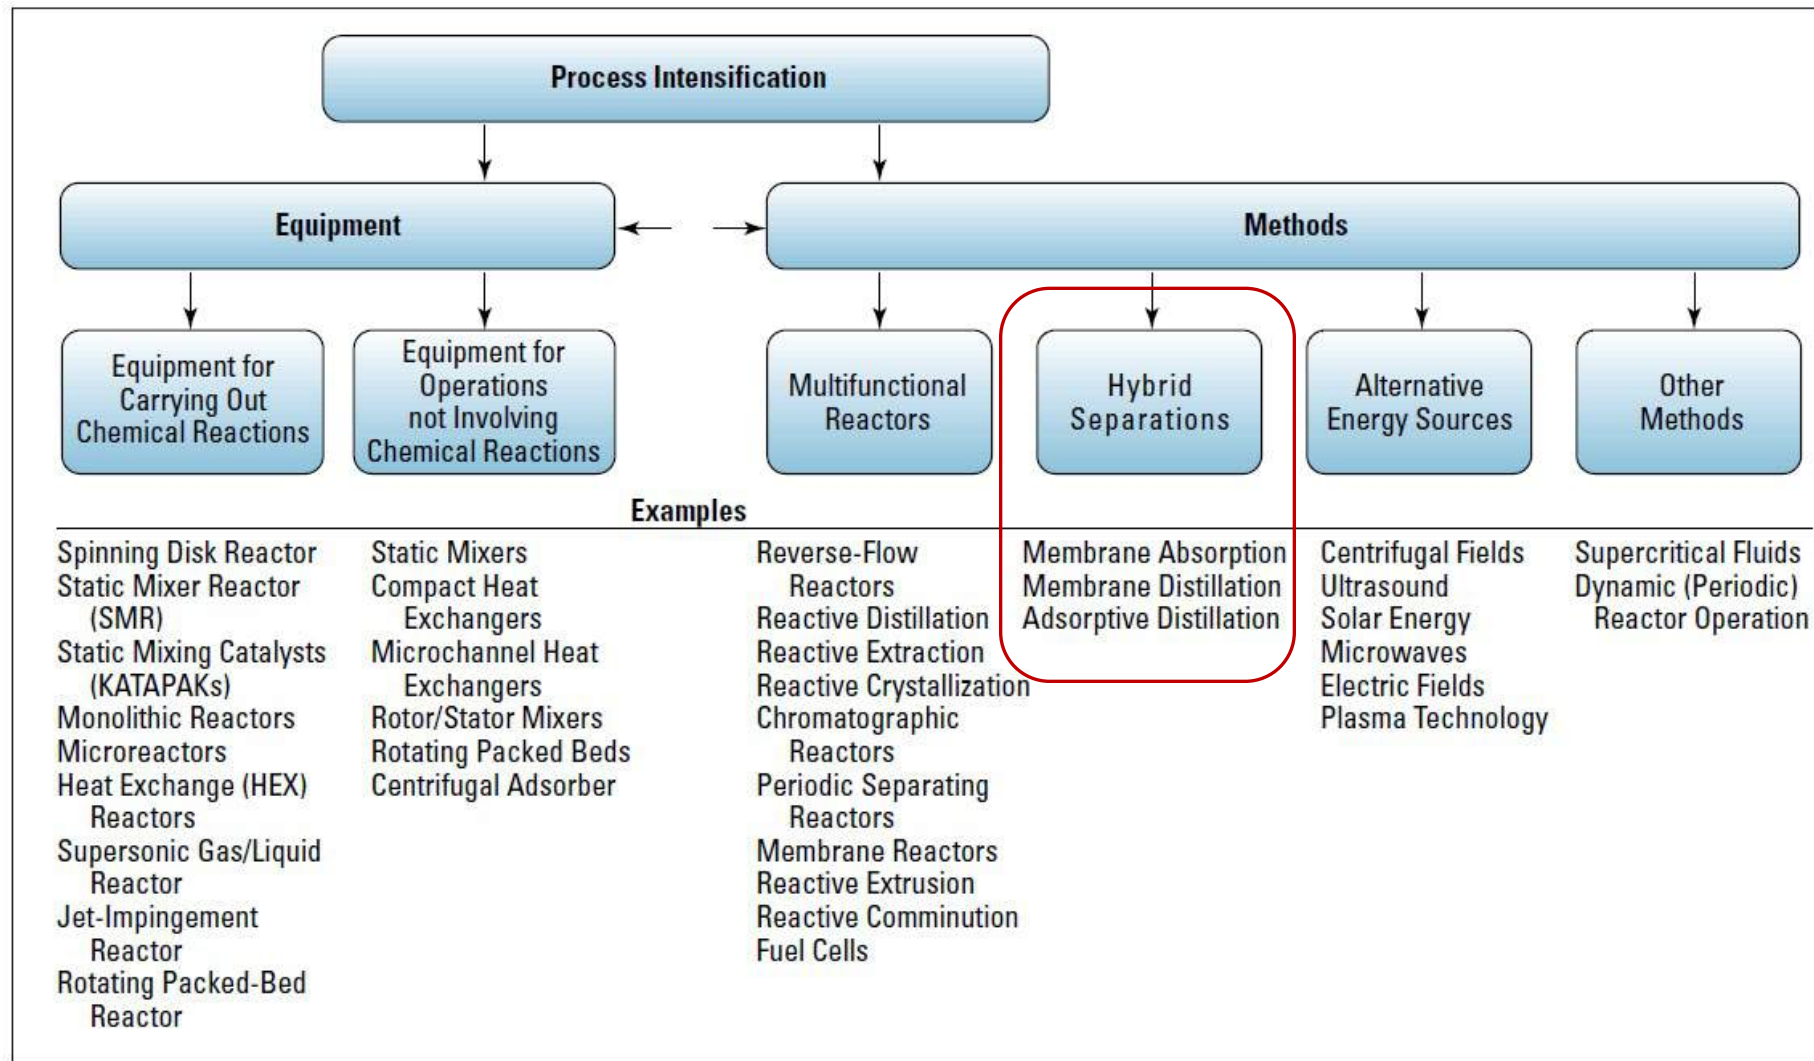 Process Intensification
Equipment
Methods
Equipment for
Carrying Out
Chemical Reactions
Equipment for
Operations
not Involving
Chemical Reactions
Multifunctional
Reactors
Hybrid
Separations
Alternative
Energy Sources
Other
Methods
Examples
Spinning Disk Reactor
Static Mixer Reactor
(SMR)
Static Mixing Catalysts
(KATAPAKs)
Monolithic Reactors
Microreactors
Heat Exchange (HEX)
Reactors
Supersonic Gas/Liquid
Reactor
Jet-Impingement
Reactor
Rotating Packed-Bed
Reactor
Static Mixers
Compact Heat
Exchangers
Microchannel Heat
Exchangers
Rotor/Stator Mixers
Rotating Packed Beds
Centrifugal Adsorber
Reverse-Flow
Reactors
Reactive Distillation
Reactive Extraction
Reactive Crystallization
Chromatographic
Reactors
Periodic Separating
Reactors
Membrane Reactors
Reactive Extrusion
Reactive Comminution
Fuel Cells
Membrane Absorption
Membrane Distillation
Adsorptive Distillation
Centrifugal Fields
Ultrasound
Solar Energy
Microwaves
Electric Fields
Plasma Technology
Supercritical Fluids
Dynamic (Periodic)
Reactor Operation